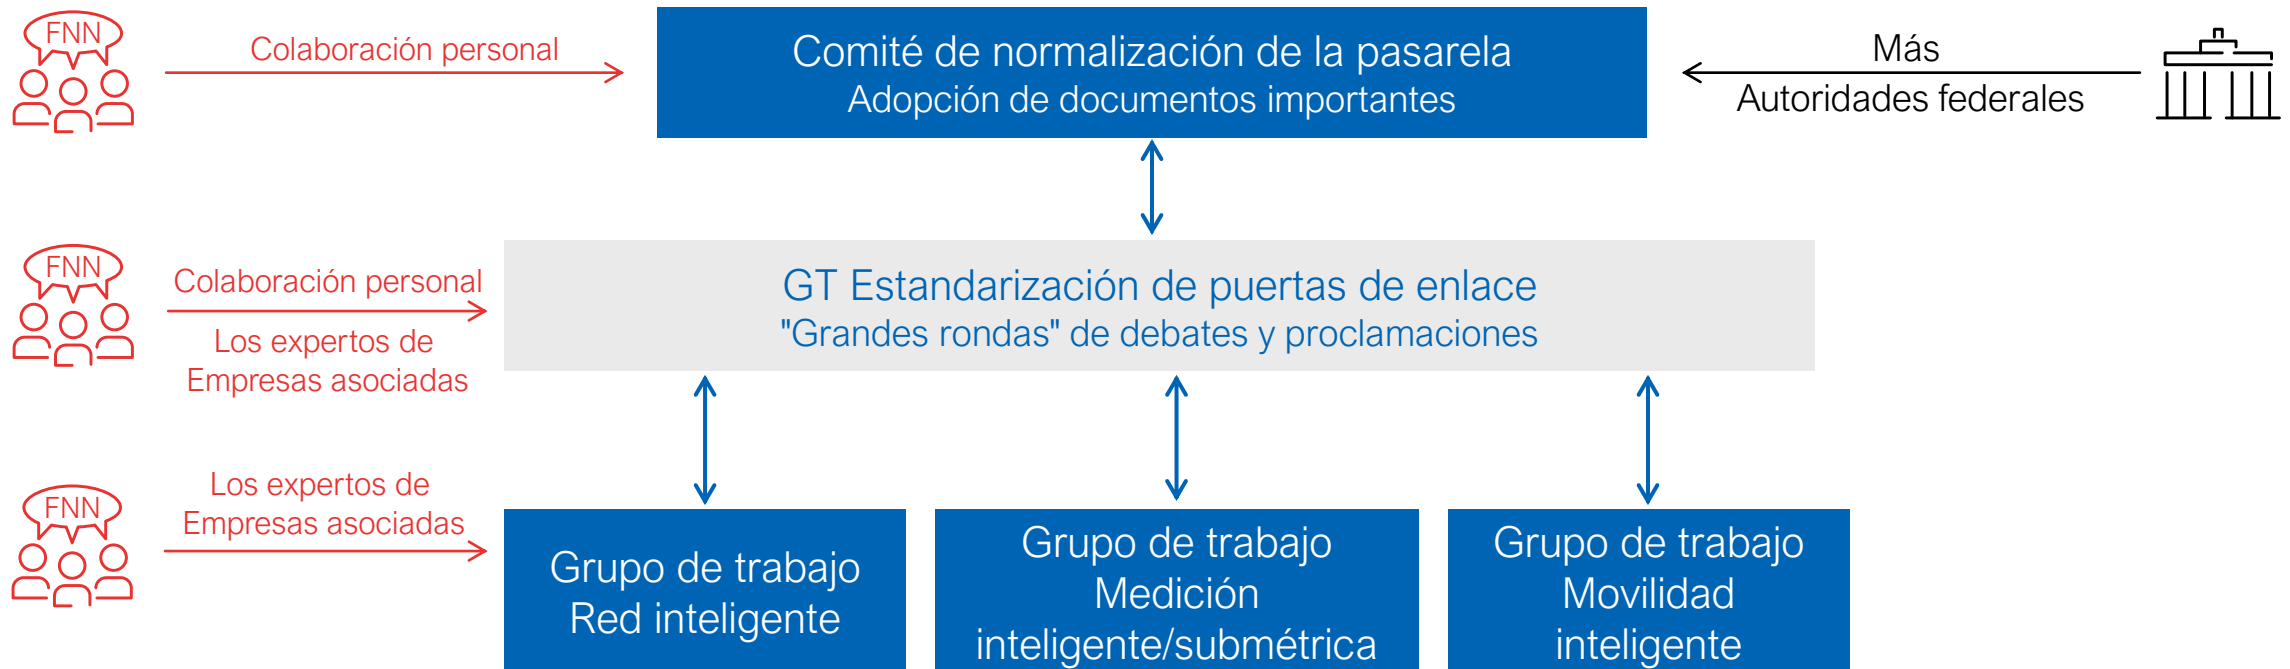 FNN
Colaboración personal
Comité de normalización de la pasarela
Adopción de documentos importantes
Más
Autoridades federales
FNN
Colaboración personal
Los expertos de
Empresas asociadas
GT Estandarización de puertas de enlace
"Grandes rondas" de debates y proclamaciones
FNN
Los expertos de
Empresas asociadas
Grupo de trabajo
Red inteligente
Grupo de trabajo
Medición
inteligente/submétrica
Grupo de trabajo
Movilidad
inteligente